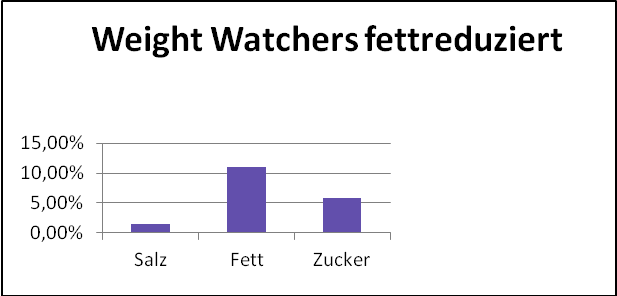 Weight Watchers fettreduziert
15,00%
10,00%
5,00%
0,00%
Salz Fett Zucker